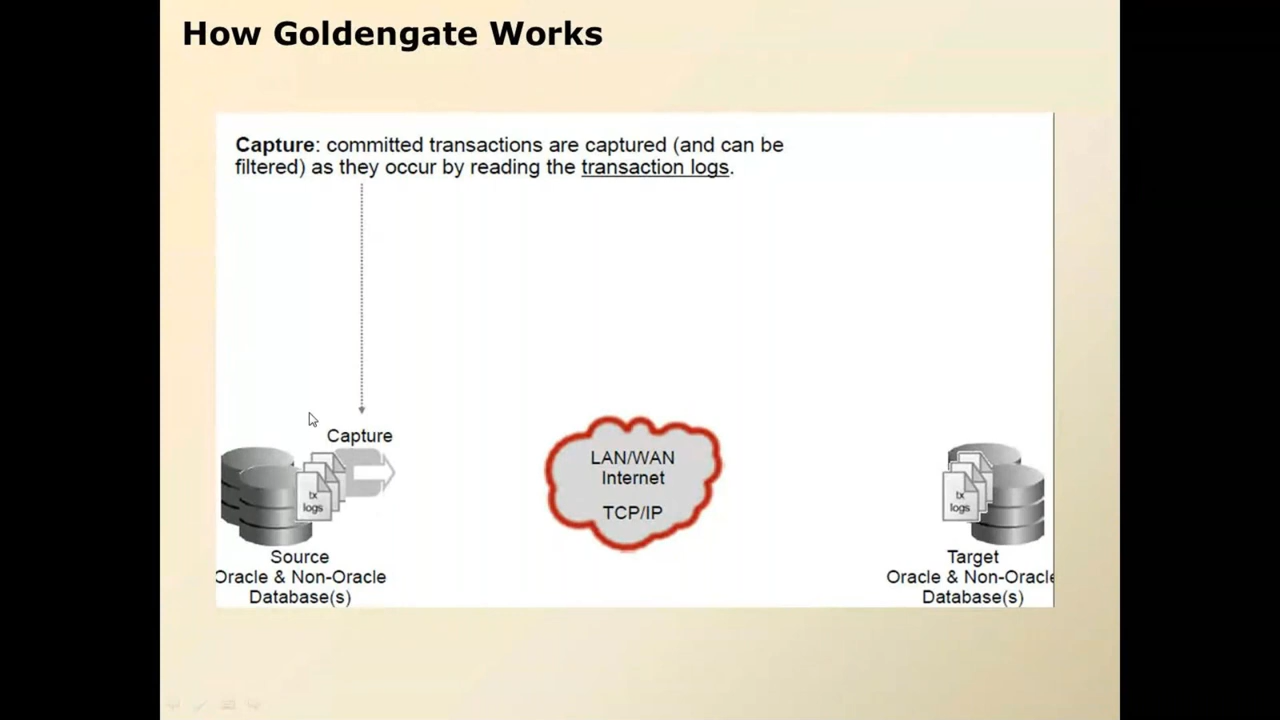 How Goldengate Works
Capture: committed transactions are captured (and can be
filtered) as they occur by reading the transaction logs.
Capture
tx
logs
Source
Oracle & Non-Oracle
Database(s)
LAN/WAN
Internet
TCP/IP
tx
logs
Target
Oracle & Non-Oracle
Database(s)